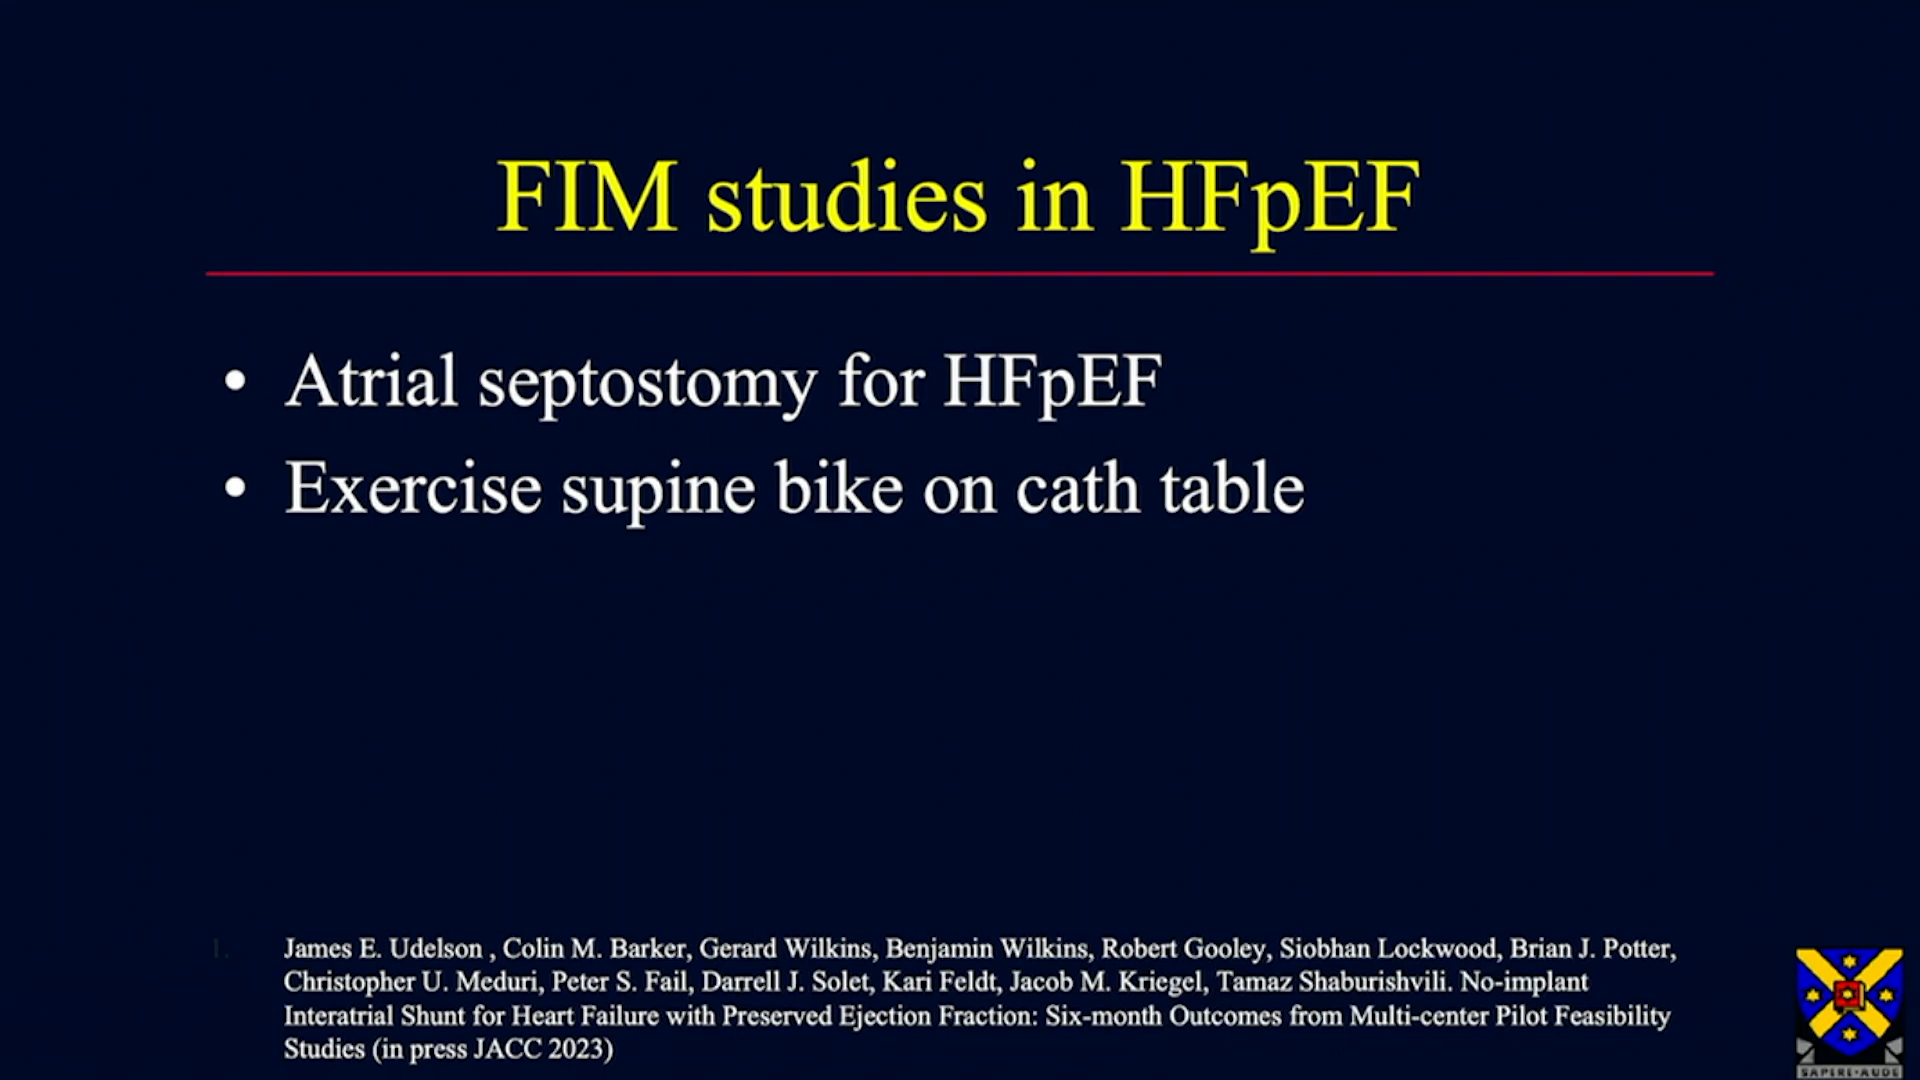 FIM studies in HFpEF
• Atrial septostomy for HFpEF
• Exercise supine bike on cath table
1. James E. Udelson , Colin M. Barker, Gerard Wilkins, Benjamin Wilkins, Robert Gooley, Siobhan Lockwood, Brian J. Potter,
Christopher U. Meduri, Peter S. Fail, Darrell J. Solet, Kari Feldt, Jacob M. Kriegel, Tamaz Shaburishvili. No-implant
Interatrial Shunt for Heart Failure with Preserved Ejection Fraction: Six-month Outcomes from Multi-center Pilot Feasibility
Studies (in press JACC 2023)
SAPERE·AUDE